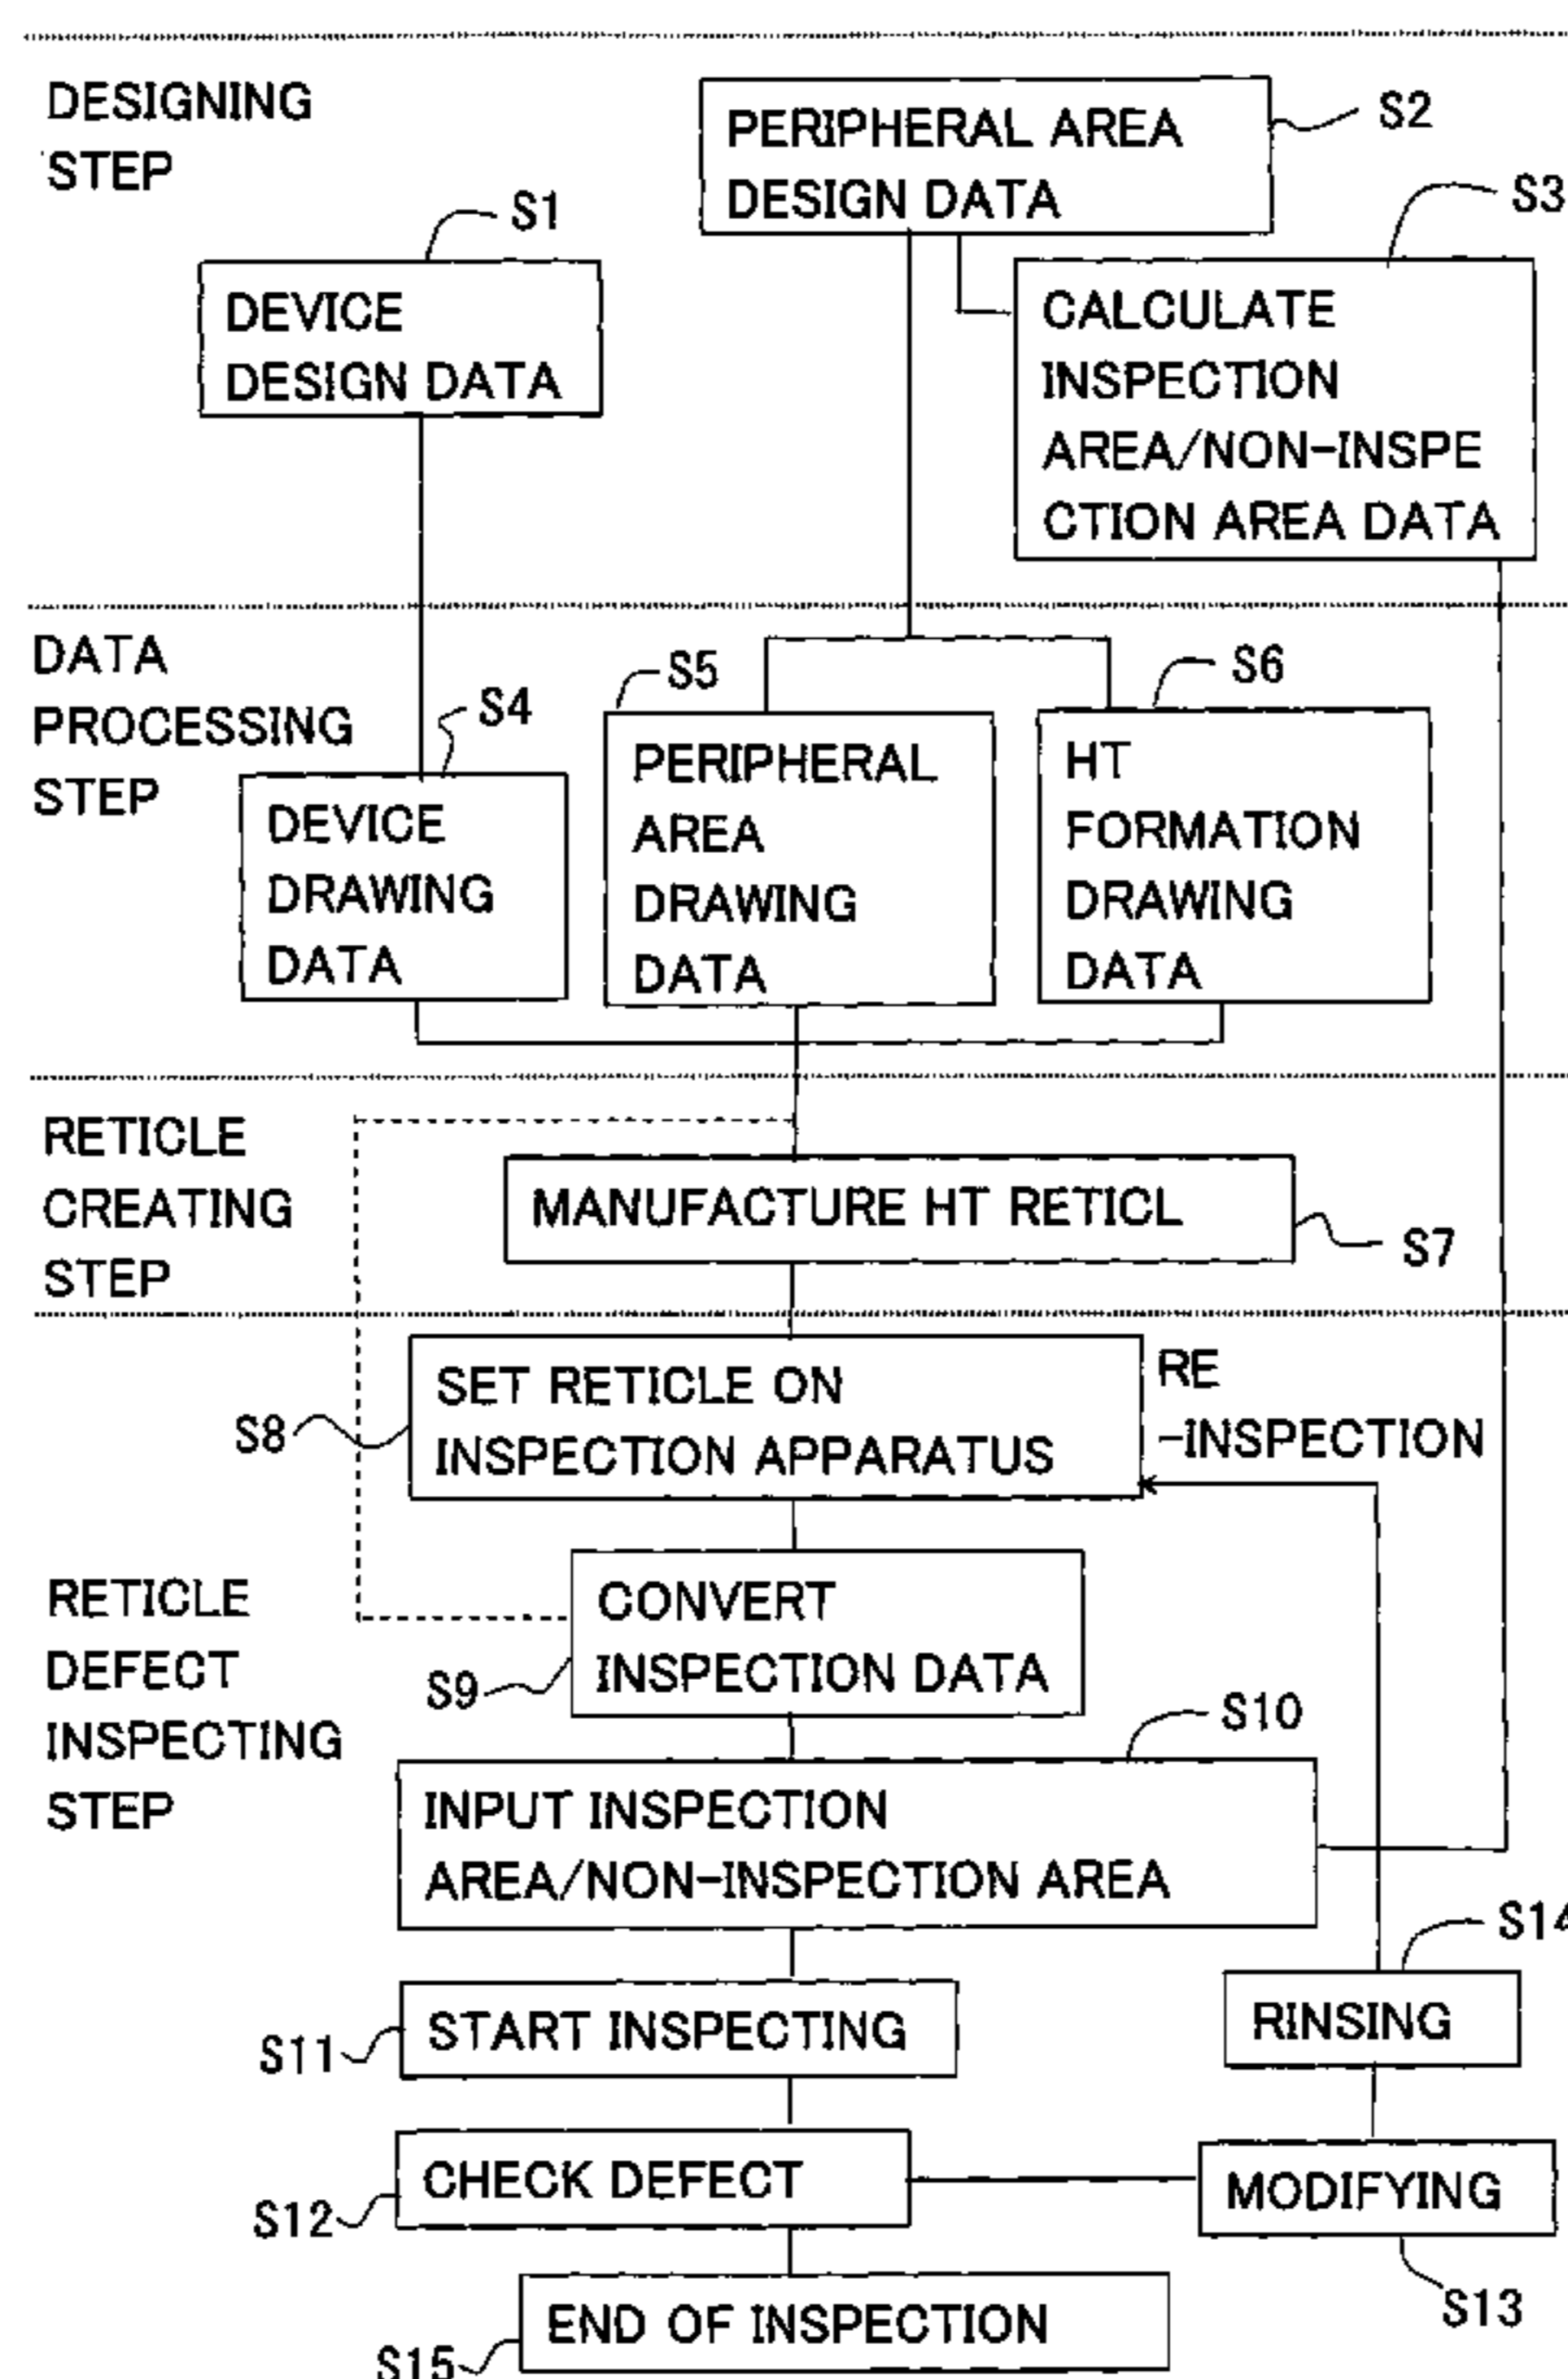 DESIGNING
STEP
PERIPHERAL AREA
DESIGN DATA
S2
S1
DEVICE
DESIGN DATA
S3
CALCULATE
INSPECTION
AREA/NON-INSPE
CTION AREA DATA
DATA
PROCESSING
STEP
S4
DEVICE
DRAWING
DATA
S5
PERIPHERAL
AREA
DRAWING
DATA
S6
HT
FORMATION
DRAWING
DATA
RETICLE
CREATING
STEP
MANUFACTURE HT RETICL
S7
SET RETICLE ON
INSPECTION APPARATUS
S8
RE
-INSPECTION
RETICLE
DEFECT
INSPECTING
STEP
CONVERT
INSPECTION DATA
S9
S10
INPUT INSPECTION
AREA/NON-INSPECTION AREA
S14
RINSING
START INSPECTING
S11
CHECK DEFECT
S12
MODIFYING
S13
END OF INSPECTION
S15